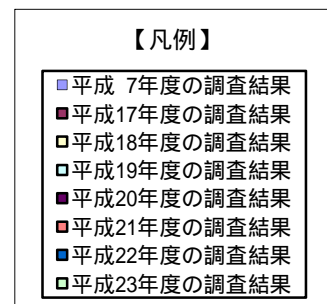 【凡例】
平成 7年度の調査結果
平成17年度の調査結果
平成18年度の調査結果
平成19年度の調査結果
平成20年度の調査結果
平成21年度の調査結果
平成22年度の調査結果
平成23年度の調査結果